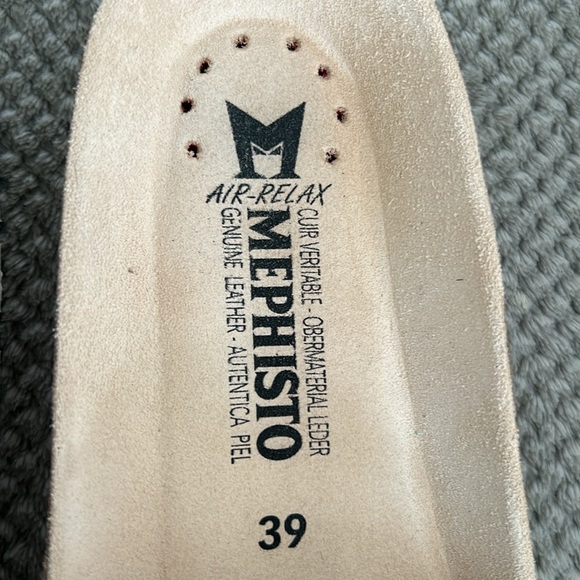 AIR-RELAX
CUIR VERITABLE - OBERMATERIAL LEDER
MEPHISTO
GENUINE LEATHER - AUTENTICA PIEL
39